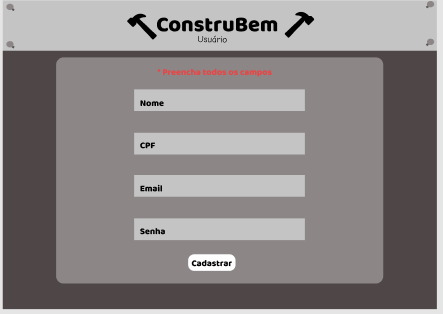 ConstruBem
Usuário
* Preencha todos os campos
Nome
CPF
Email
Senha
Cadastrar